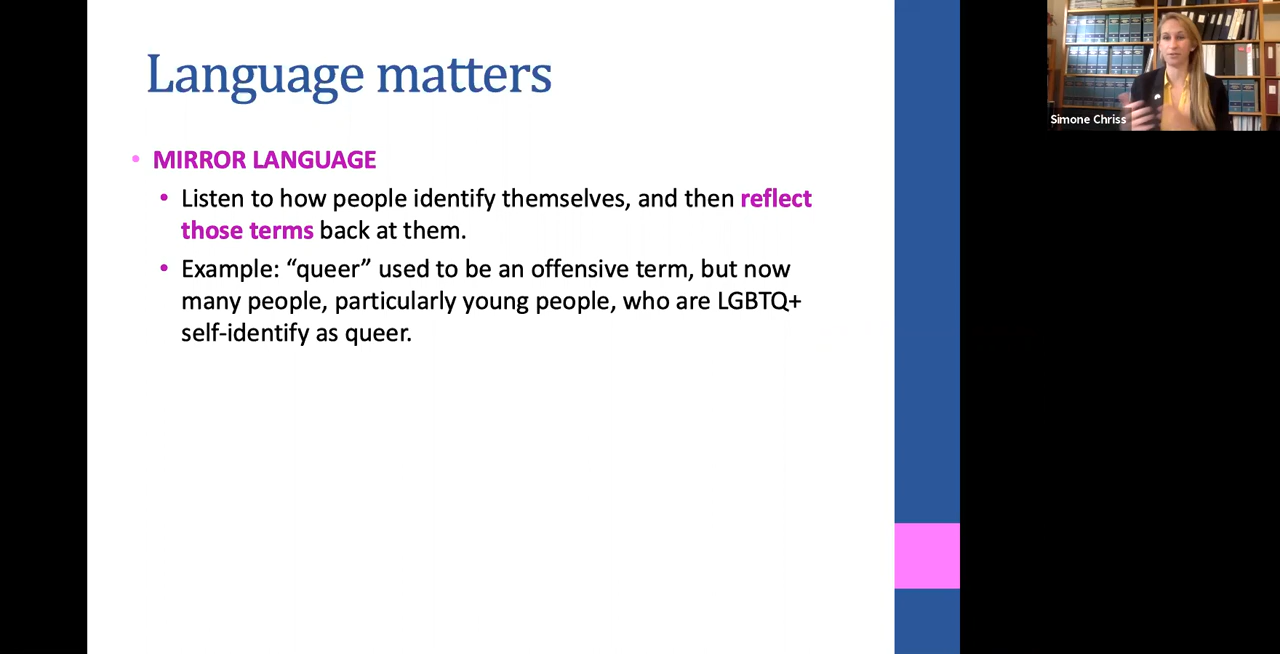 Language matters
• MIRROR LANGUAGE
• Listen to how people identify themselves, and then reflect
those terms back at them.
• Example: “queer” used to be an offensive term, but now
many people, particularly young people, who are LGBTQ+
self-identify as queer.
Simone Chriss